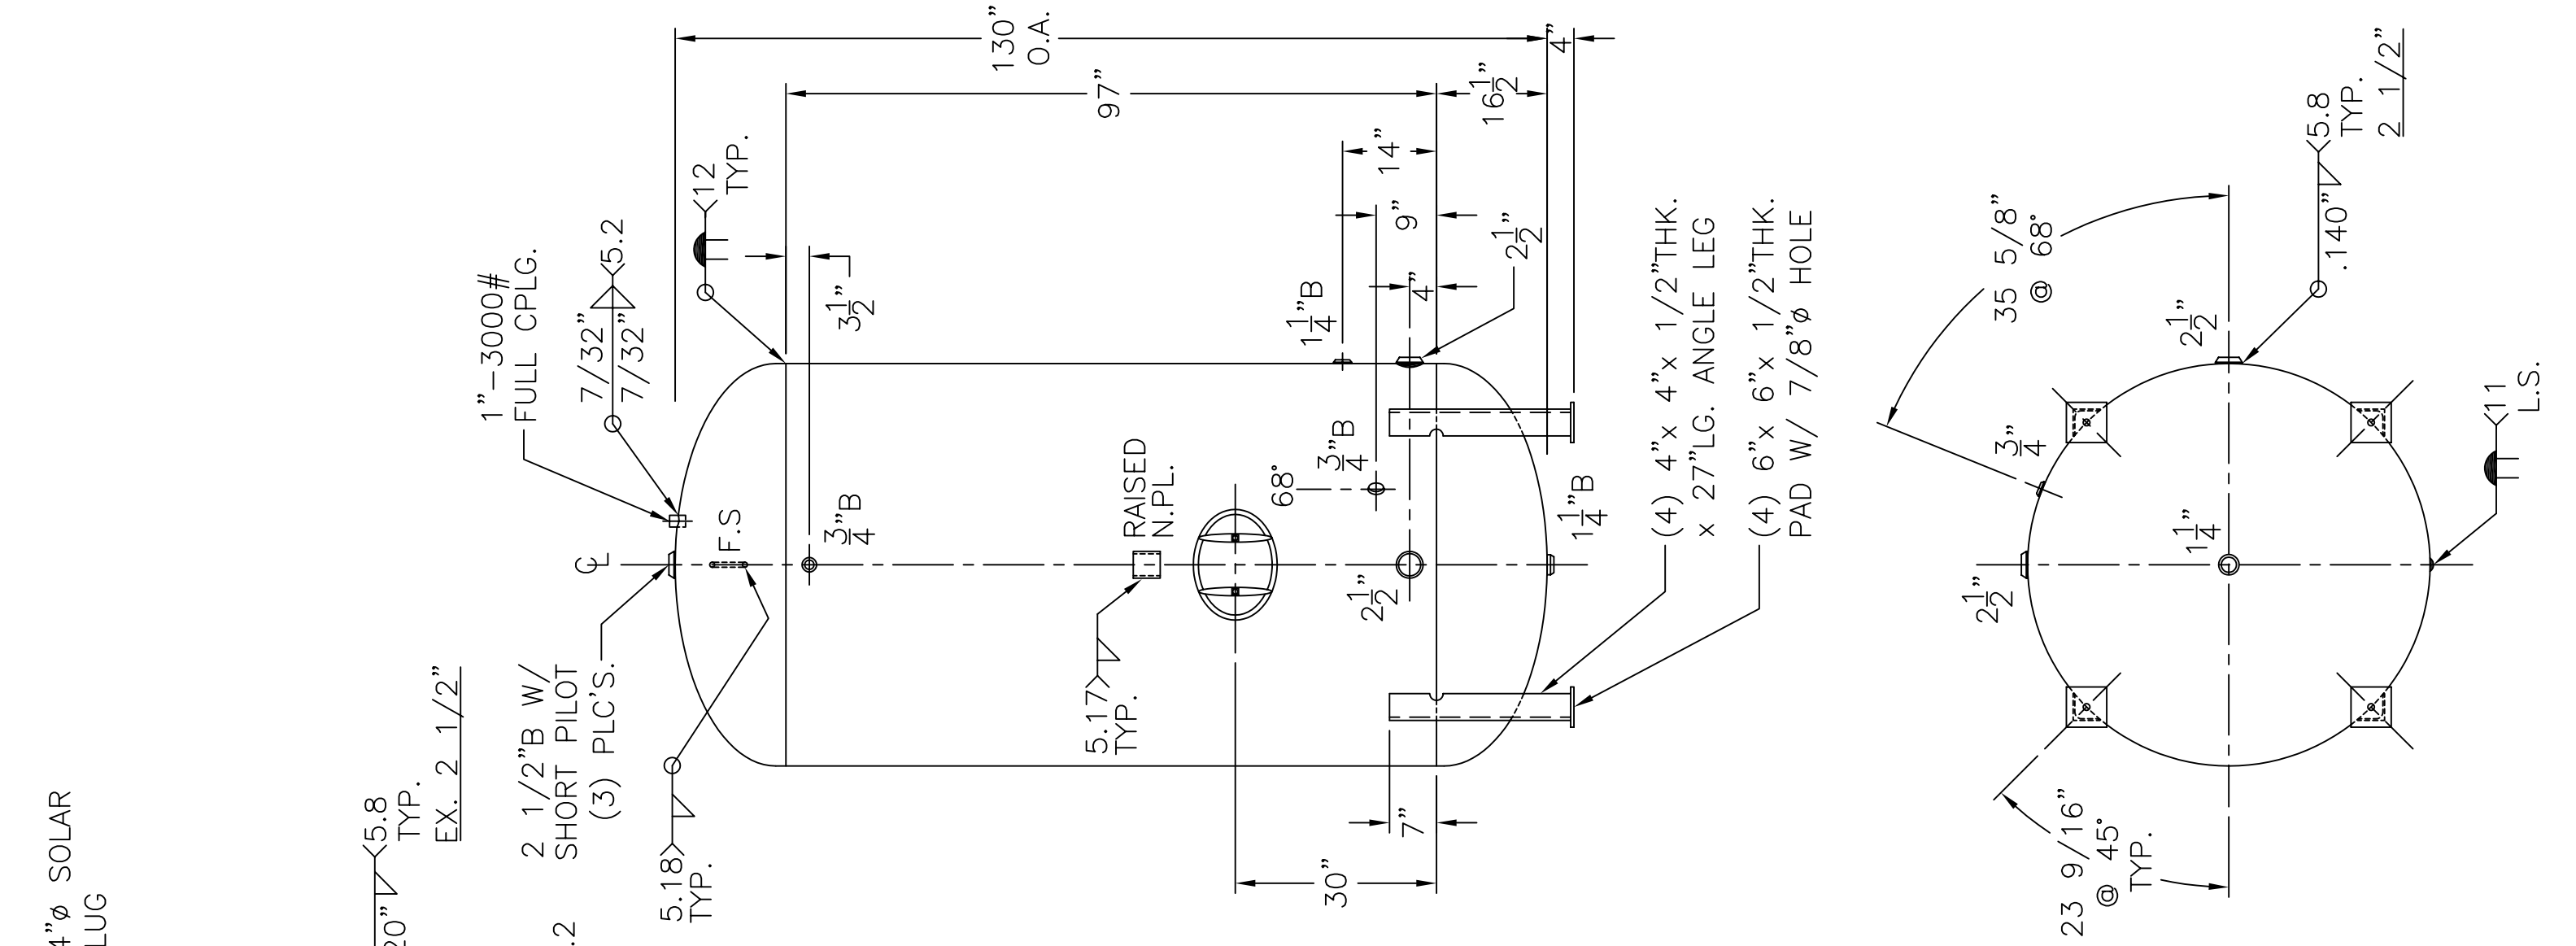 4"ø SOLAR
LUG
5.8
TYP.
EX. 2 1/2"
20"
.2
2 1/2"B W/
SHORT PILOT
(3) PLC'S.
5.18
TYP.
1"-3000#
FULL CPLG.
7/32"
7/32"
5.2
12
TYP.
CL
F.S
3/4"B
3 1/2"
RAISED
N.PL.
5.17
TYP.
68°
3/4"B
2 1/2"
1 1/4"B
1 1/4"B
130"
O.A.
97"
16 1/2"
4"
14"
9"
4"
2 1/2"
7"
30"
(4) 4"x 4"x 1/2"THK.
x 27"LG. ANGLE LEG
(4) 6"x 6"x 1/2"THK.
PAD W/ 7/8"ø HOLE
35 5/8"
@ 68°
2 1/2"
3/4"
1 1/4"
2 1/2"
23 9/16"
@ 45°
TYP.
.140"
5.8
TYP.
2 1/2"
11
L.S.